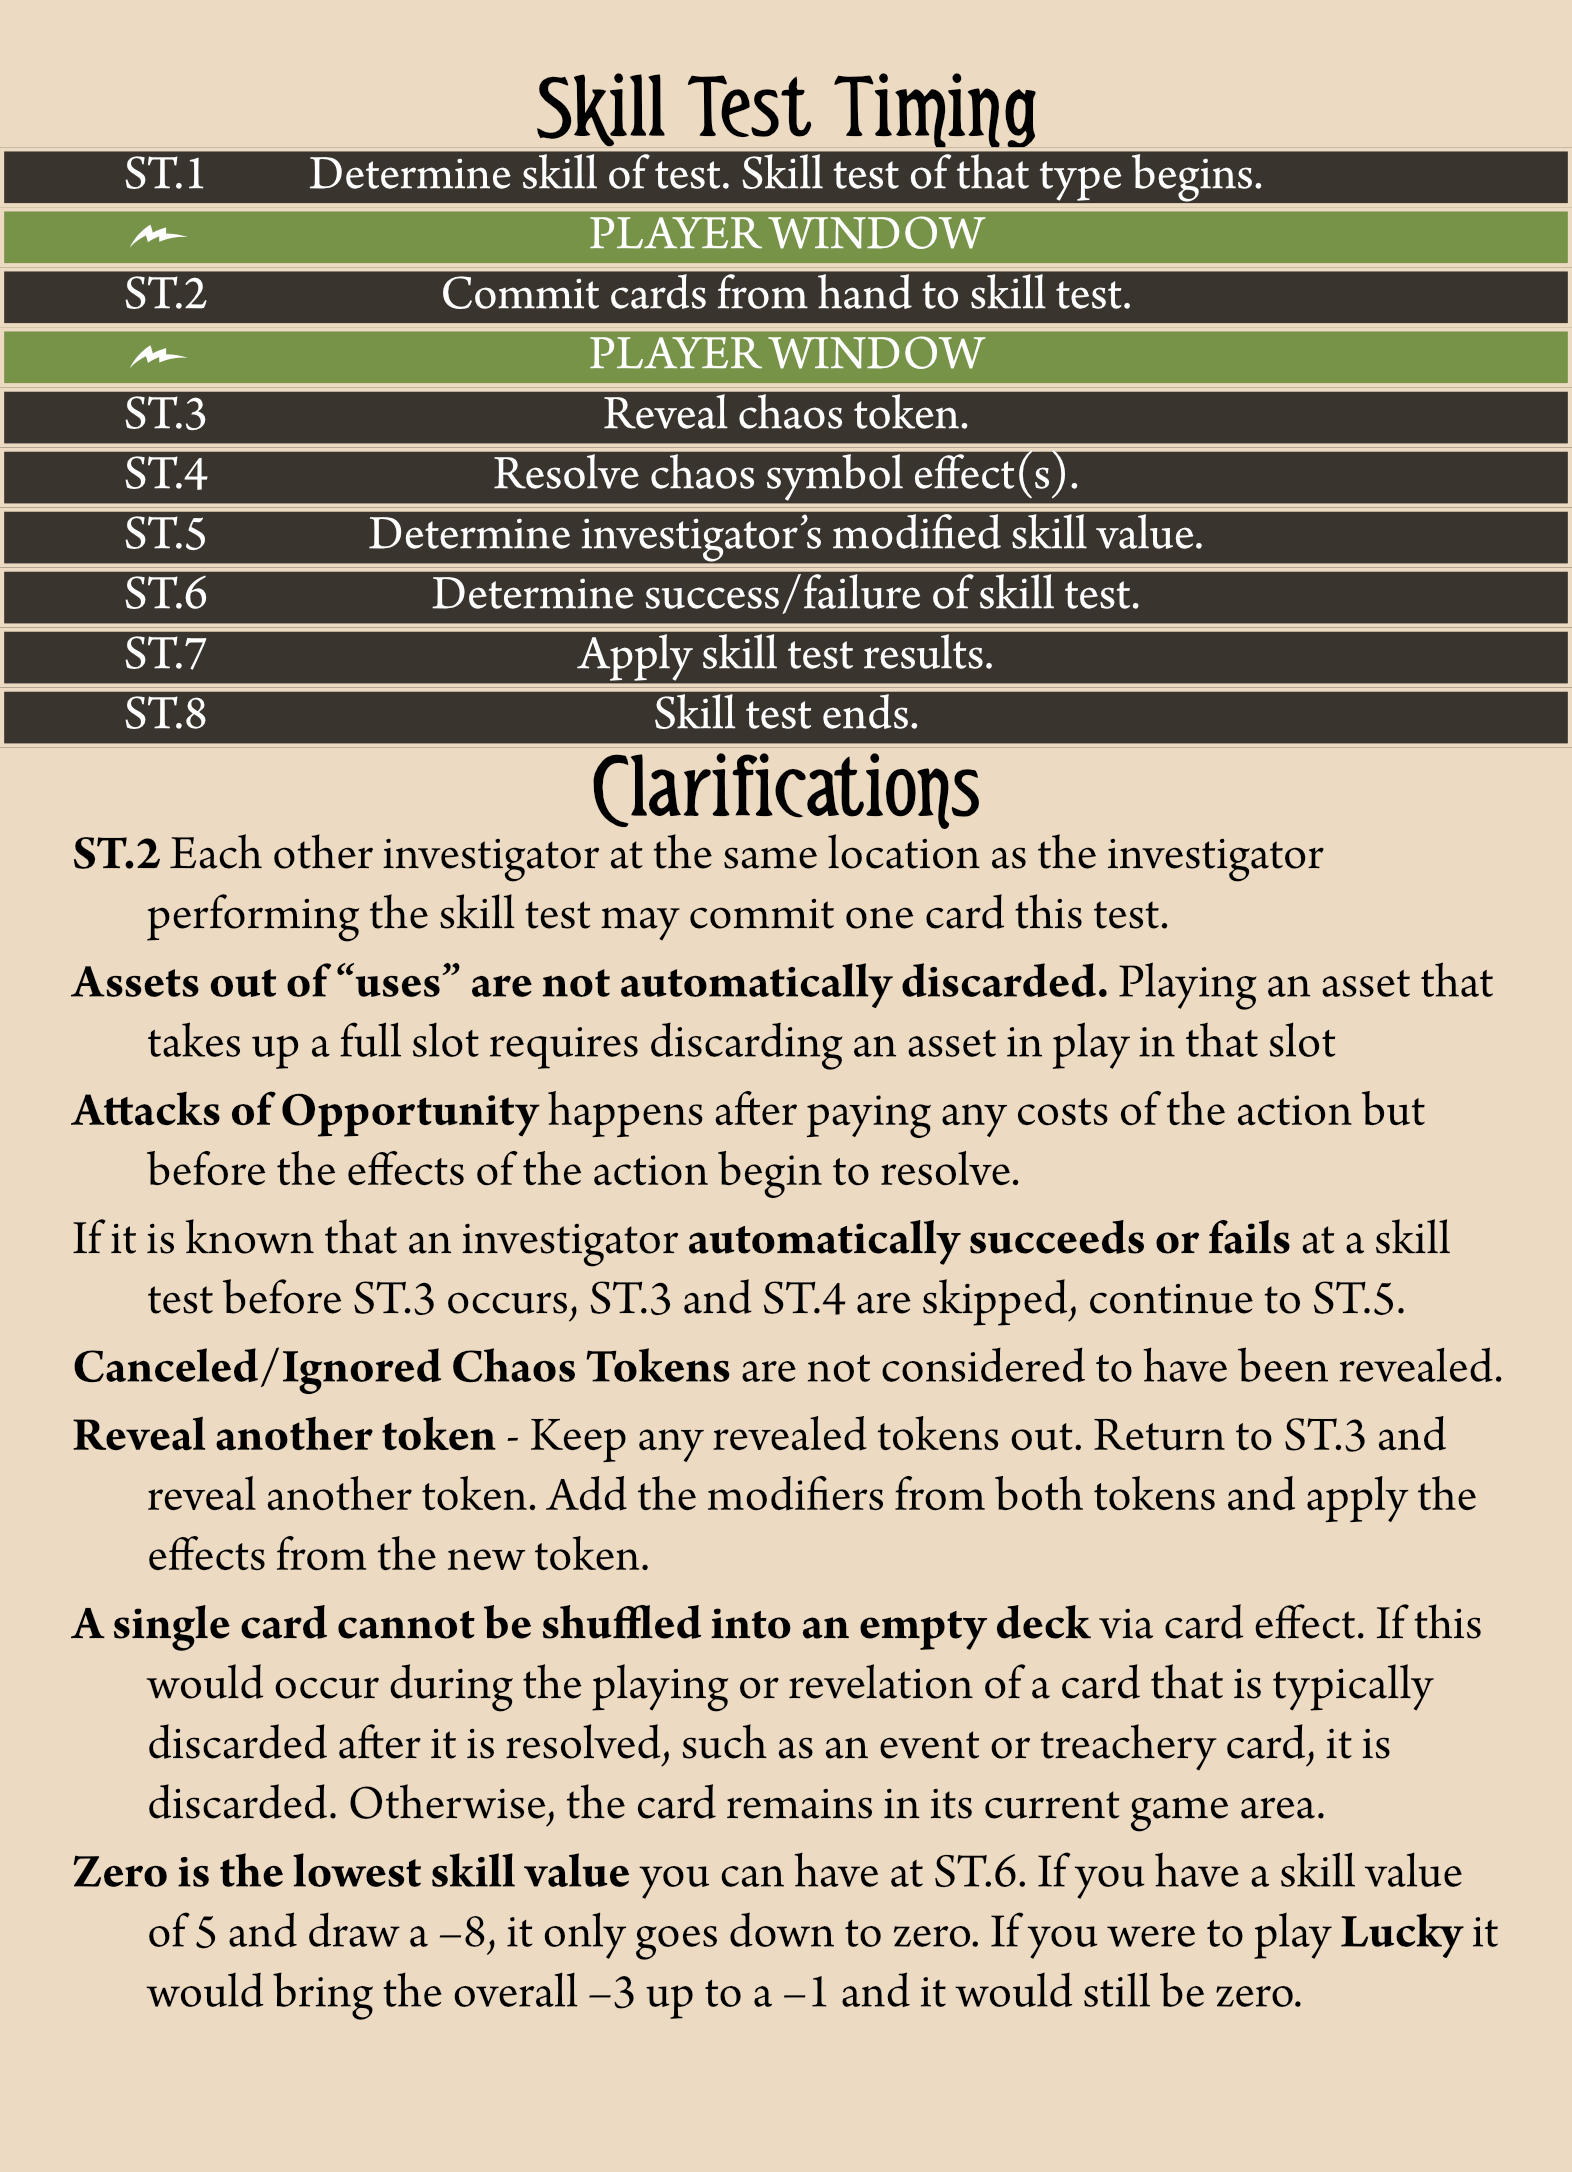 Skill Test Timing
ST.1 Determine skill of test. Skill test of that type begins.
PLAYER WINDOW
ST.2 Commit cards from hand to skill test.
PLAYER WINDOW
ST.3 Reveal chaos token.
ST.4 Resolve chaos symbol effect(s).
ST.5 Determine investigator’s modified skill value.
ST.6 Determine success/failure of skill test.
ST.7 Apply skill test results.
ST.8 Skill test ends.
Clarifications
ST.2 Each other investigator at the same location as the investigator
performing the skill test may commit one card this test.
Assets out of “uses” are not automatically discarded. Playing an asset that
takes up a full slot requires discarding an asset in play in that slot
Attacks of Opportunity happens after paying any costs of the action but
before the effects of the action begin to resolve.
If it is known that an investigator automatically succeeds or fails at a skill
test before ST.3 occurs, ST.3 and ST.4 are skipped, continue to ST.5.
Canceled/Ignored Chaos Tokens are not considered to have been revealed.
Reveal another token - Keep any revealed tokens out. Return to ST.3 and
reveal another token. Add the modifiers from both tokens and apply the
effects from the new token.
A single card cannot be shuffled into an empty deck via card effect. If this
would occur during the playing or revelation of a card that is typically
discarded after it is resolved, such as an event or treachery card, it is
discarded. Otherwise, the card remains in its current game area.
Zero is the lowest skill value you can have at ST.6. If you have a skill value
of 5 and draw a –8, it only goes down to zero. If you were to play Lucky it
would bring the overall –3 up to a –1 and it would still be zero.